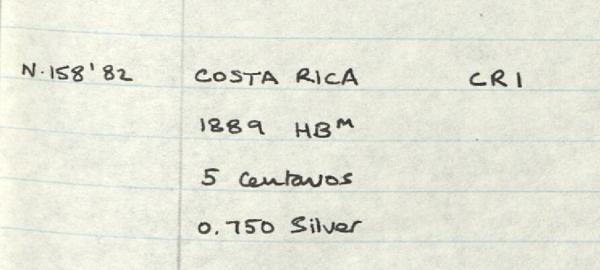 N.158'82 COSTA RICA CR1
1889 HBᴹ
5 Centavos
0.750 Silver